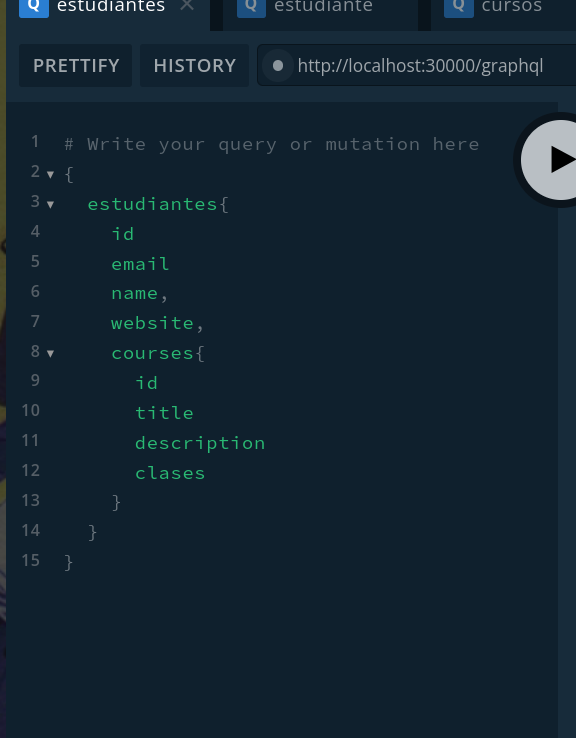 Q estudiantes × Q estudiante Q cursos
PRETTIFY HISTORY http://localhost:30000/graphql
1 # Write your query or mutation here
2 {
3 estudiantes{
4 id
5 email
6 name,
7 website,
8 courses{
9 id
10 title
11 description
12 clases
13 }
14 }
15 }